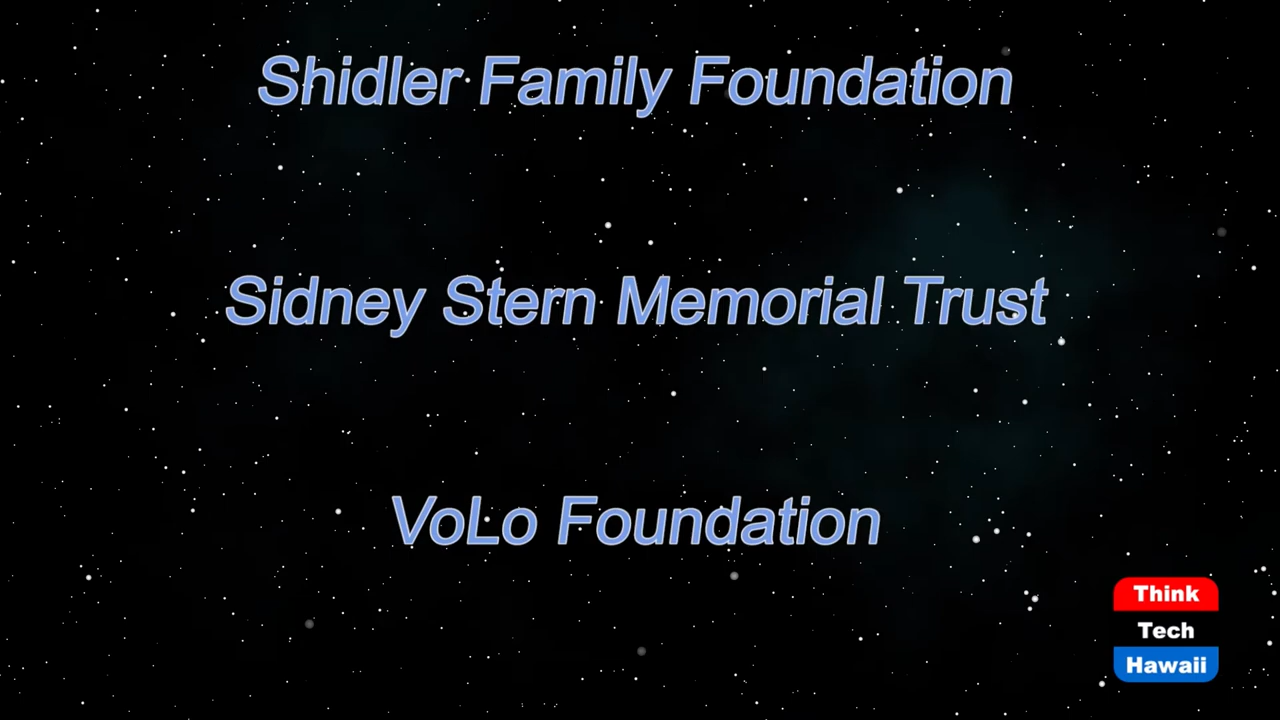 Shidler Family Foundation
Sidney Stern Memorial Trust
VoLo Foundation
Think
Tech
Hawaii